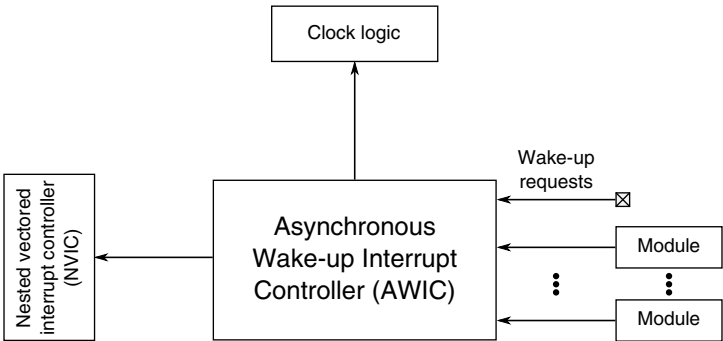 Clock logic
Wake-up
requests
Nested vectored
interrupt controller
(NVIC)
Asynchronous
Wake-up Interrupt
Controller (AWIC)
Module
Module